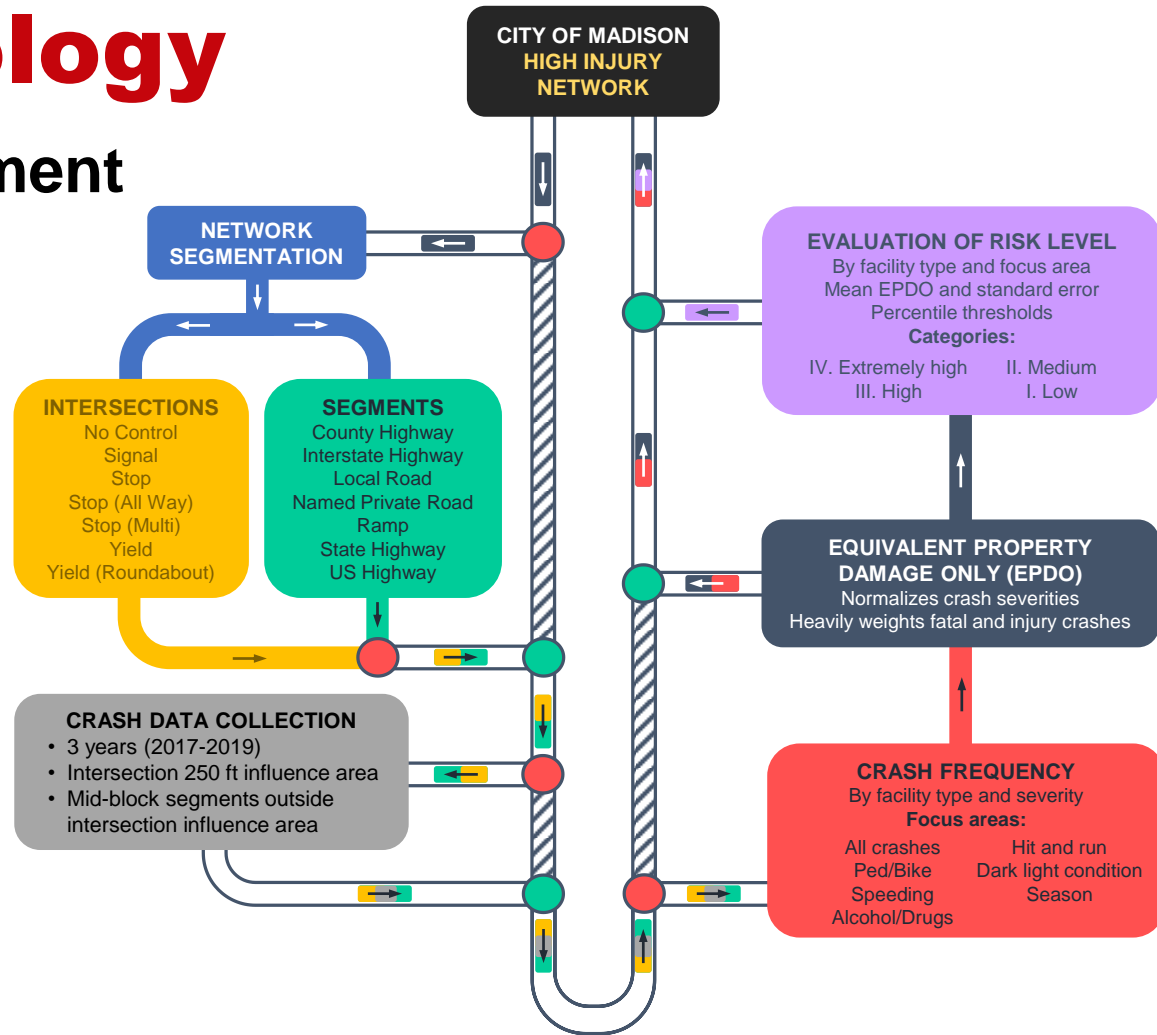 ology
ment
CITY OF MADISON
HIGH INJURY
NETWORK
NETWORK
SEGMENTATION
INTERSECTIONS
No Control
Signal
Stop
Stop (All Way)
Stop (Multi)
Yield
Yield (Roundabout)
SEGMENTS
County Highway
Interstate Highway
Local Road
Named Private Road
Ramp
State Highway
US Highway
CRASH DATA COLLECTION
• 3 years (2017-2019)
• Intersection 250 ft influence area
• Mid-block segments outside
intersection influence area
EVALUATION OF RISK LEVEL
By facility type and focus area
Mean EPDO and standard error
Percentile thresholds
Categories:
IV. Extremely high
III. High
II. Medium
I. Low
EQUIVALENT PROPERTY
DAMAGE ONLY (EPDO)
Normalizes crash severities
Heavily weights fatal and injury crashes
CRASH FREQUENCY
By facility type and severity
Focus areas:
All crashes
Ped/Bike
Speeding
Alcohol/Drugs
Hit and run
Dark light condition
Season